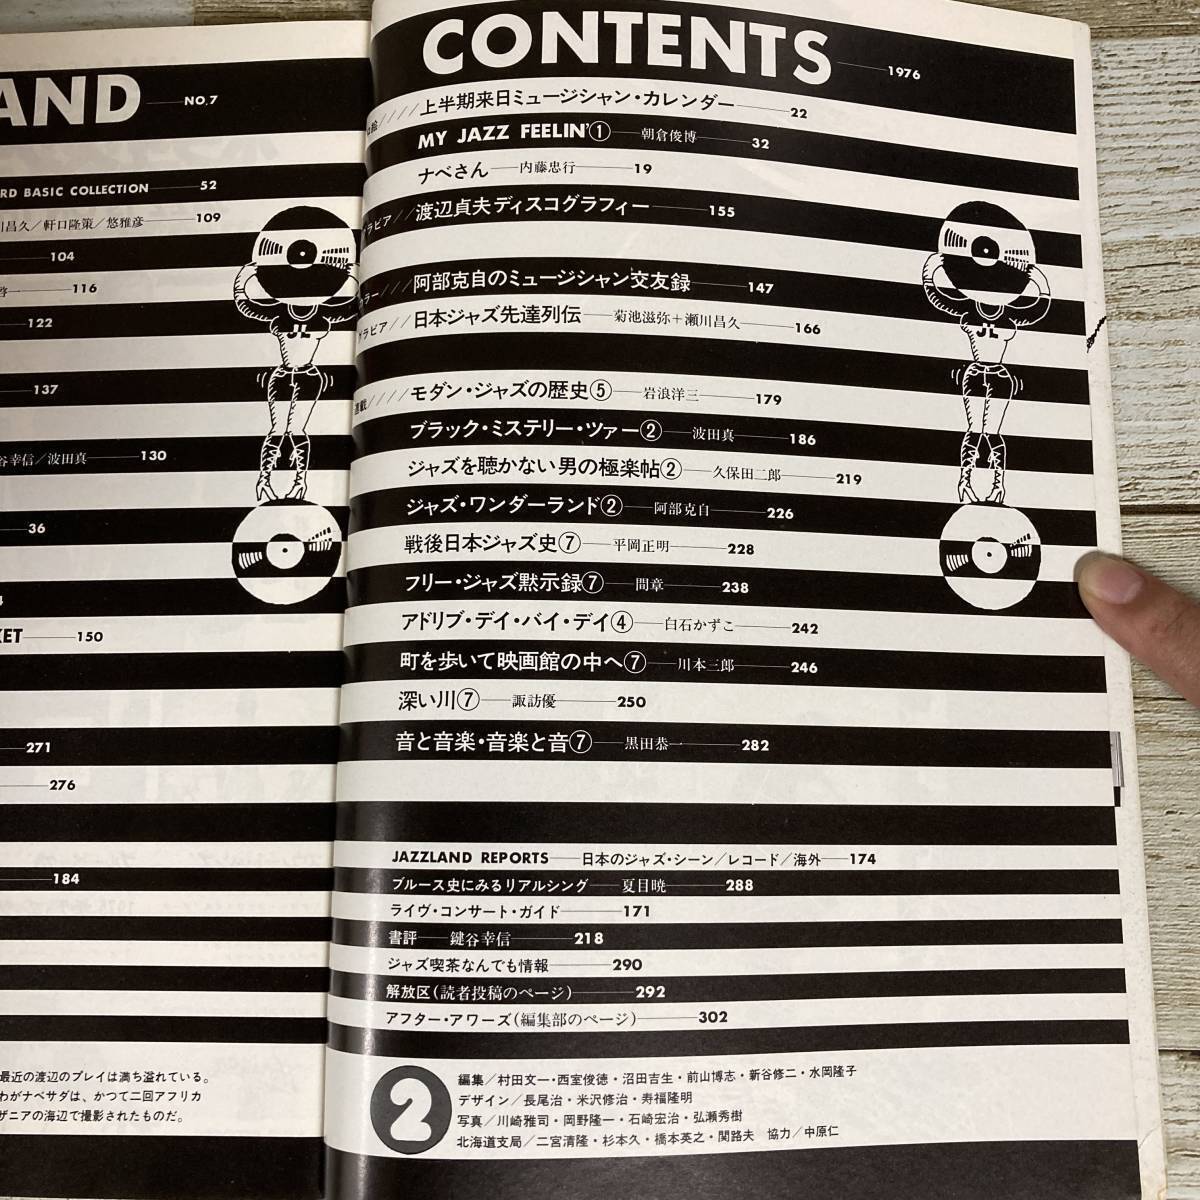 AND NO.7
RD BASIC COLLECTION 52
昌久／軒口隆策／悠雅彦 109
104
116
122
137
谷幸信／波田真 130
36
KET 150
271
276
184
最近の渡辺のプレイは満ち溢れている。
わがナベサダは、かつて二回アフリカ
ザニアの海辺で撮影されたものだ。
CONTENTS 1976
絵////上半期来日ミュージシャン・カレンダー 22
MY JAZZ FEELIN'① 朝倉俊博 32
ナベさん 内藤忠行 19
グラビア//渡辺貞夫ディスコグラフィー 155
カラー///阿部克自のミュージシャン交友録 147
グラビア//日本ジャズ先達列伝 菊池滋弥＋瀬川昌久 166
連載////モダン・ジャズの歴史⑤ 岩浪洋三 179
ブラック・ミステリー・ツァー② 波田真 186
ジャズを聴かない男の極楽帖② 久保田二郎 219
ジャズ・ワンダーランド② 阿部克自 226
戦後日本ジャズ史⑦ 平岡正明 228
フリー・ジャズ黙示録⑦ 間章 238
アドリブ・デイ・バイ・デイ④ 白石かずこ 242
町を歩いて映画館の中へ⑦ 川本三郎 246
深い川⑦ 諏訪優 250
音と音楽・音楽と音⑦ 黒田恭一 282
JAZZLAND REPORTS 日本のジャズ・シーン／レコード／海外 174
ブルース史にみるリアルシング 夏目暁 288
ライヴ・コンサート・ガイド 171
書評 鍵谷幸信 218
ジャズ喫茶なんでも情報 290
解放区（読者投稿のページ） 292
アフター・アワーズ（編集部のページ） 302
JL
JL
2
編集／村田文一・西室俊徳・沼田吉生・前山博志・新谷修二・水岡隆子
デザイン／長尾治・米沢修治・寿福隆明
写真／川崎雅司・岡野隆一・石崎宏治・弘瀬秀樹
北海道支局／二宮清隆・杉本久・橋本英之・関路夫 協力／中原仁